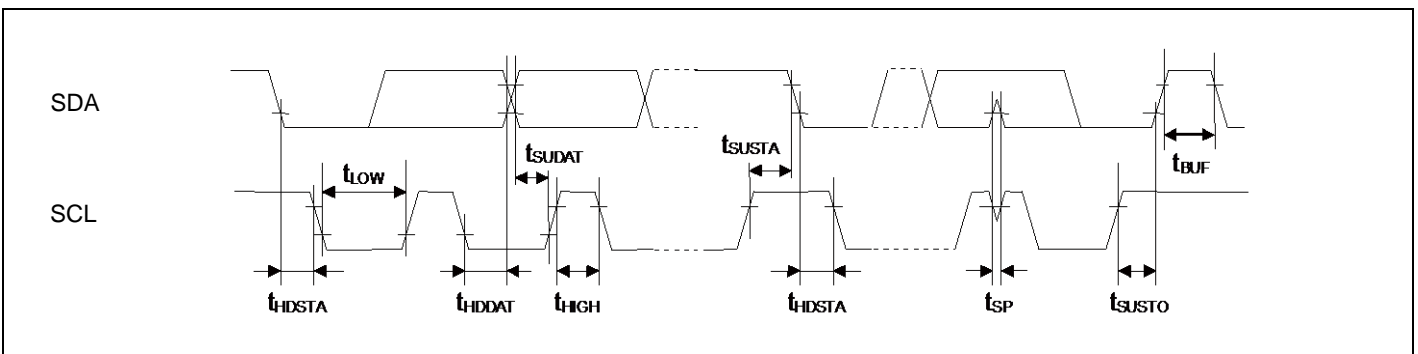 SDA
tSUDAT
tSUSTA
tBUF
tLOW
SCL
tHDSTA
tHDDAT
tHIGH
tHDSTA
tSP
tSUSTO